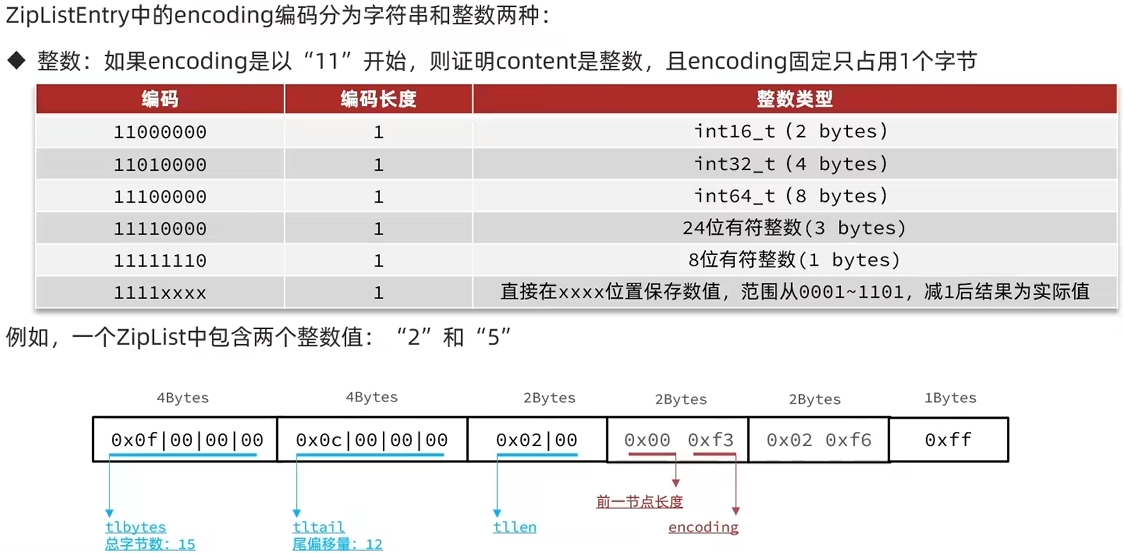 ZipListEntry中的encoding编码分为字符串和整数两种：
◆ 整数：如果encoding是以“11”开始，则证明content是整数，且encoding固定只占用1个字节
编码 编码长度 整数类型
11000000 1 int16_t（2 bytes）
11010000 1 int32_t（4 bytes）
11100000 1 int64_t（8 bytes）
11110000 1 24位有符整数(3 bytes)
11111110 1 8位有符整数(1 bytes)
1111xxxx 1 直接在xxxx位置保存数值，范围从0001~1101，减1后结果为实际值
例如，一个ZipList中包含两个整数值：“2”和“5”
4Bytes 4Bytes 2Bytes 2Bytes 2Bytes 1Bytes
0x0f|00|00|00 0x0c|00|00|00 0x02|00 0x00 0xf3 0x02 0xf6 0xff
前一节点长度
tlbytes tltail tllen encoding
总字节数：15 尾偏移量：12